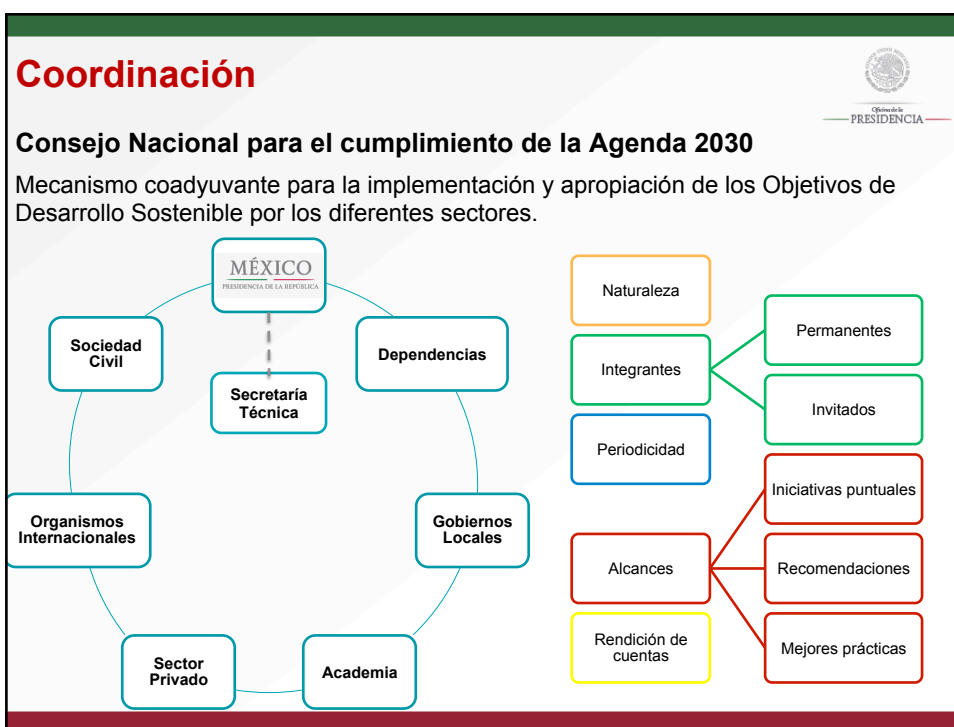 Coordinación
Oficina de la
PRESIDENCIA
Consejo Nacional para el cumplimiento de la Agenda 2030
Mecanismo coadyuvante para la implementación y apropiación de los Objetivos de
Desarrollo Sostenible por los diferentes sectores.
MÉXICO
PRESIDENCIA DE LA REPÚBLICA
Sociedad
Civil
Dependencias
Secretaría
Técnica
Organismos
Internacionales
Gobiernos
Locales
Sector
Privado
Academia
Naturaleza
Integrantes
Permanentes
Invitados
Periodicidad
Alcances
Iniciativas puntuales
Recomendaciones
Mejores prácticas
Rendición de
cuentas